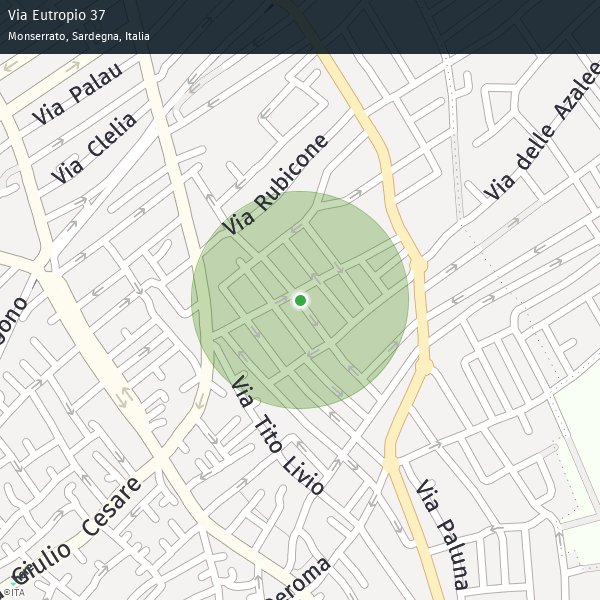 Via Eutropio 37
Monserrato, Sardegna, Italia
Via Palau
Via Clelia
Via Rubicone
Via delle Azalee
Via Tito Livio
Giulio Cesare
Via Paluna
©ITA